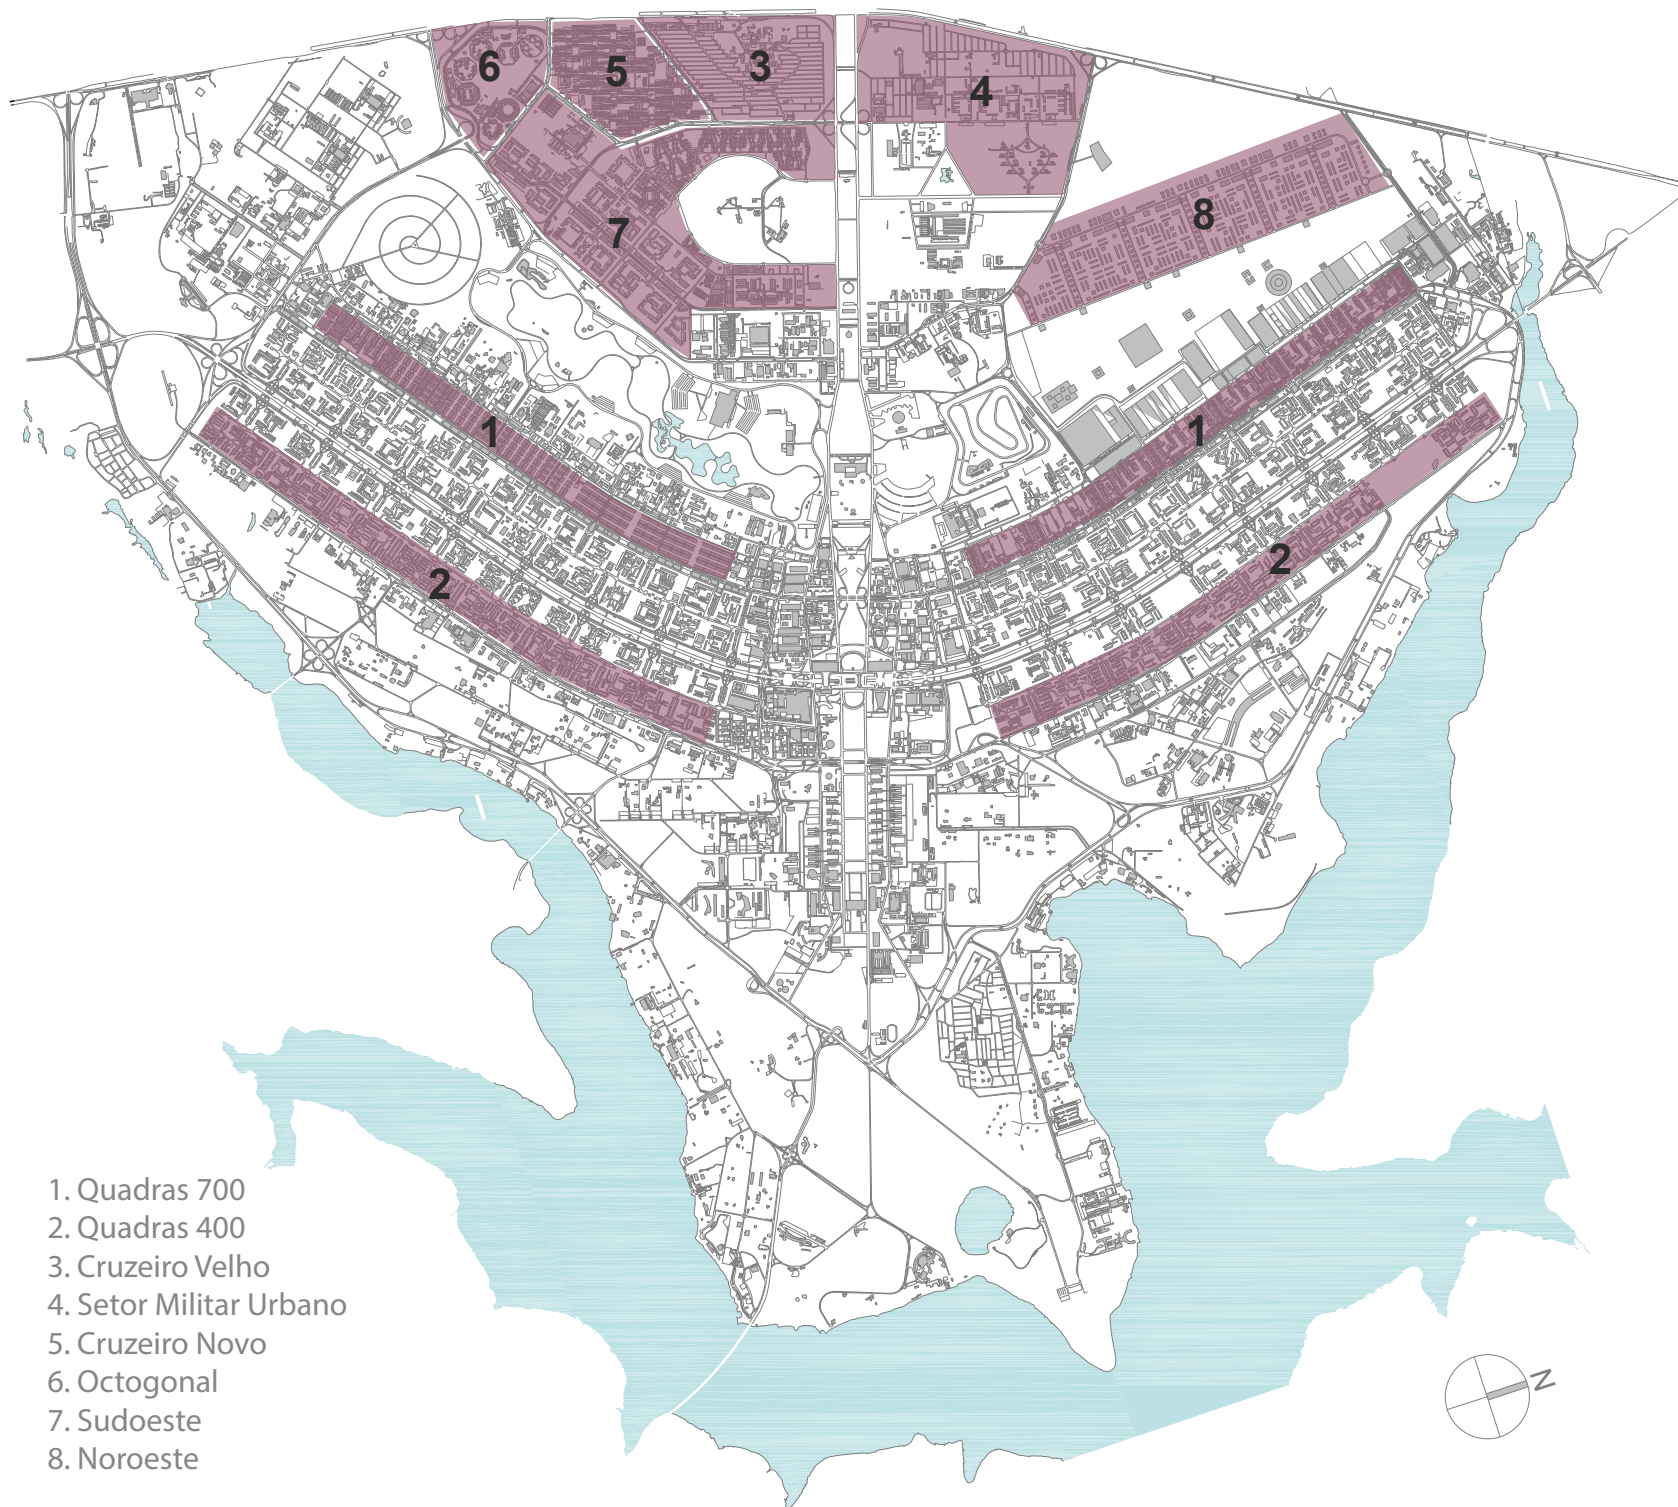 6
5
3
4
8
7
1
1
2
2
1. Quadras 700
2. Quadras 400
3. Cruzeiro Velho
4. Setor Militar Urbano
5. Cruzeiro Novo
6. Octogonal
7. Sudoeste
8. Noroeste
N